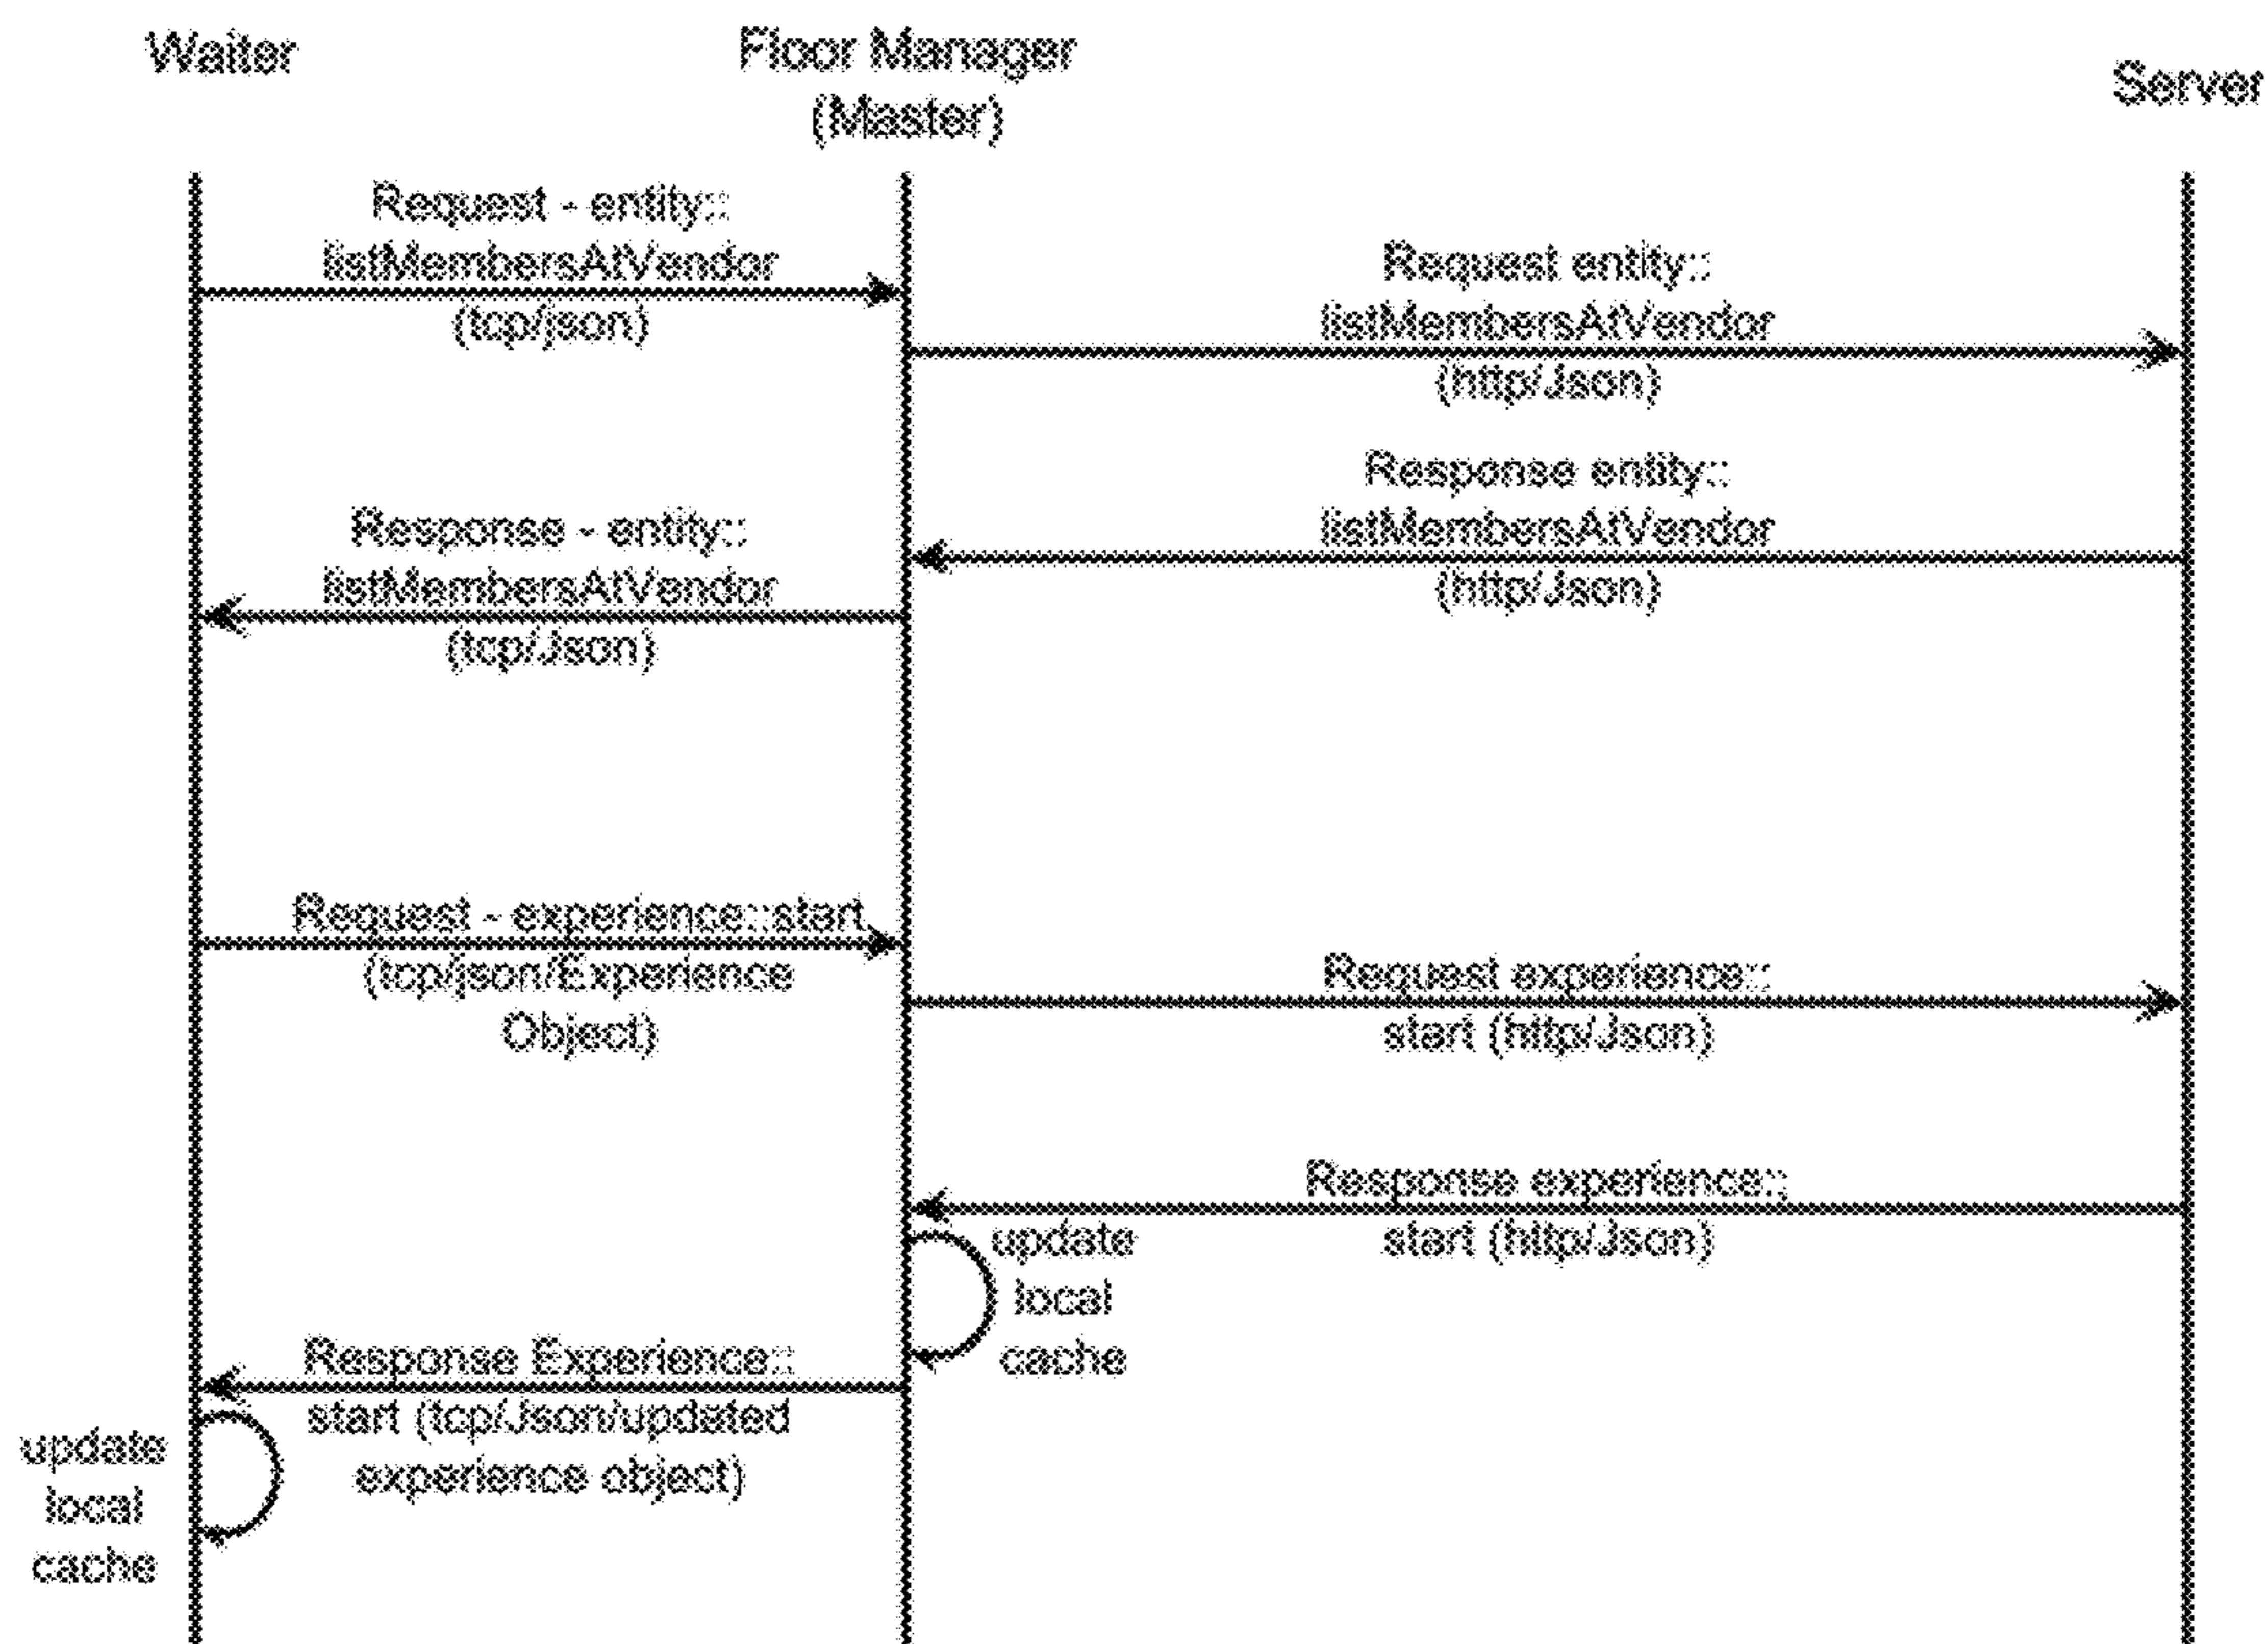 Waiter
Floor Manager
(Master)
Server
Request - entity::
listMembersAtVendor
(tcp/json)
Request entity::
listMembersAtVendor
(http/Json)
Response entity::
listMembersAtVendor
(http/Json)
Response - entity::
listMembersAtVendor
(tcp/Json)
Request - experience::start
(tcp/json/Experience
Object)
Request experience::
start (http/Json)
Response experience::
start (http/Json)
update
local
cache
Response Experience::
start (tcp/Json/updated
experience object)
update
local
cache